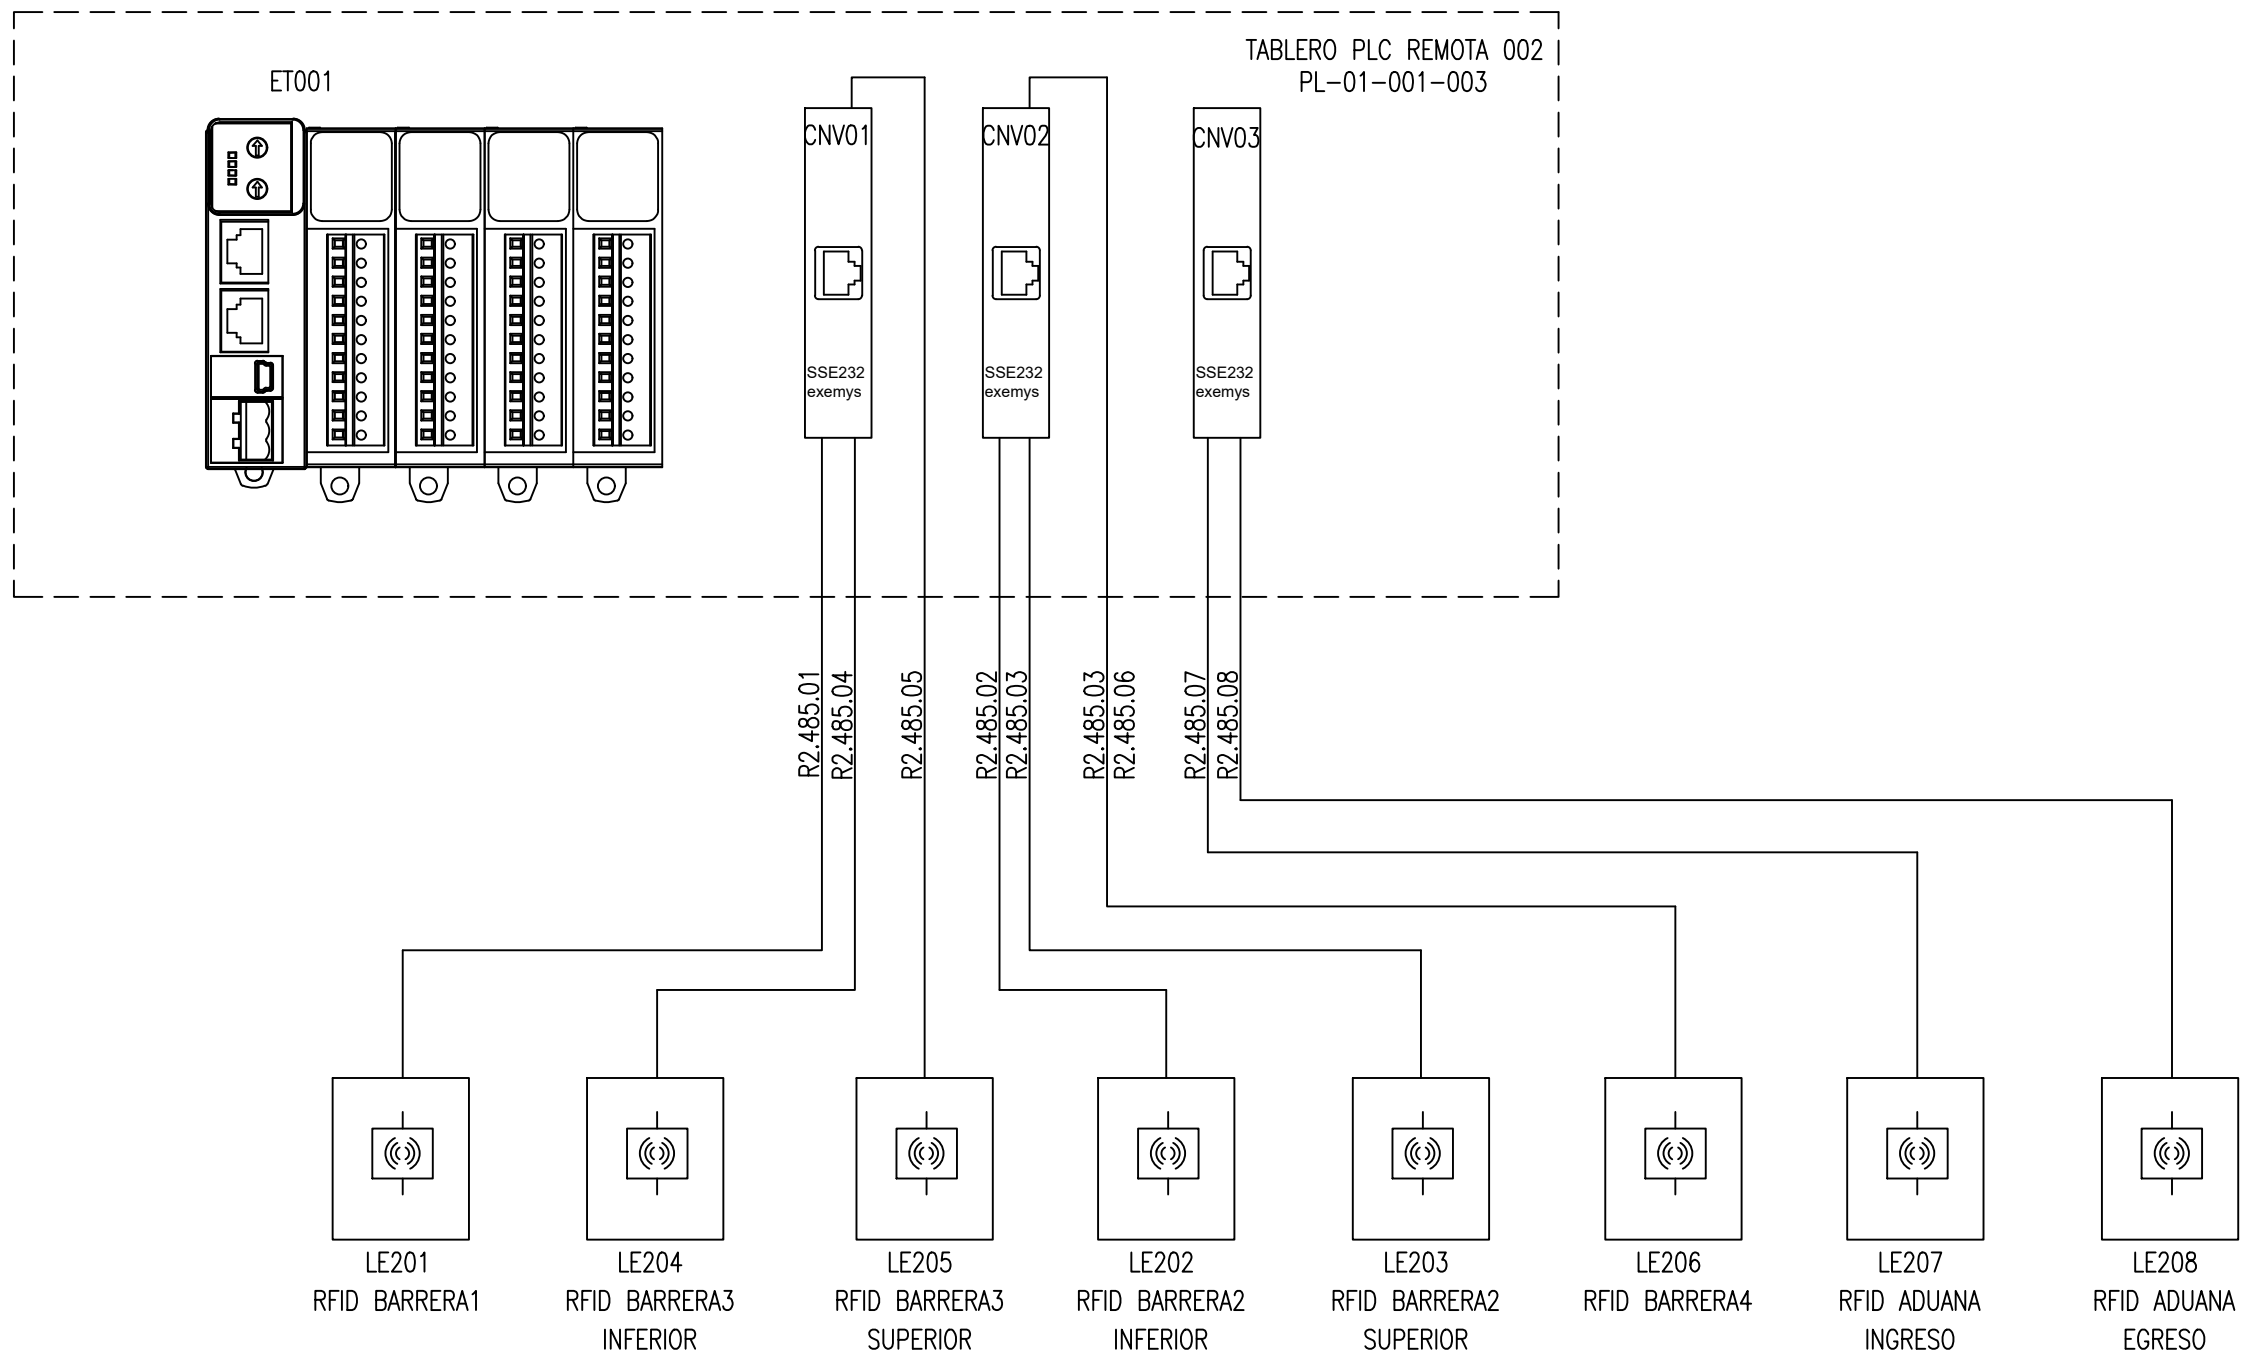 TABLERO PLC REMOTA 002
PL-01-001-003
ET001
CNV01
CNV02
CNV03
SSE232
exemys
SSE232
exemys
SSE232
exemys
R2.485.01
R2.485.04
R2.485.05
R2.485.02
R2.485.03
R2.485.03
R2.485.06
R2.485.07
R2.485.08
LE201
RFID BARRERA1
LE204
RFID BARRERA3
INFERIOR
LE205
RFID BARRERA3
SUPERIOR
LE202
RFID BARRERA2
INFERIOR
LE203
RFID BARRERA2
SUPERIOR
LE206
RFID BARRERA4
LE207
RFID ADUANA
INGRESO
LE208
RFID ADUANA
EGRESO